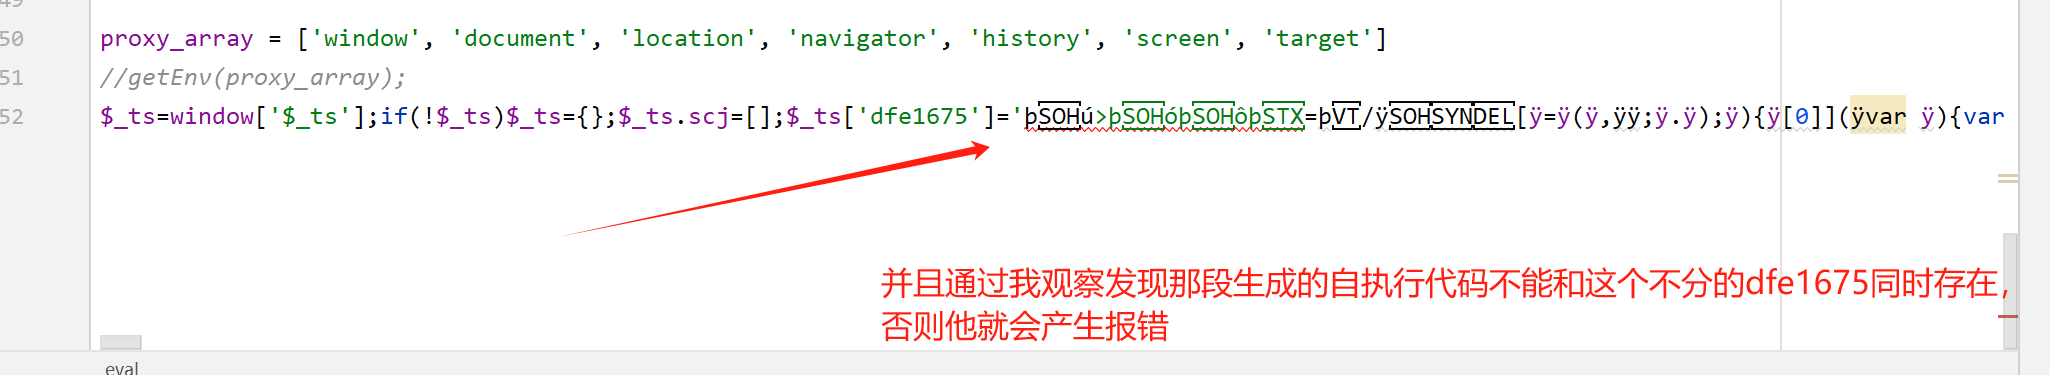 49
50 proxy_array = ['window', 'document', 'location', 'navigator', 'history', 'screen', 'target']
51 //getEnv(proxy_array);
52 $_ts=window['$_ts'];if(!$_ts)$_ts={};$_ts.scj=[];$_ts['dfe1675']='þSOHú>þSOHóþSOHôþSTX=þVT/ÿSOHSYNDEL[ÿ=ÿ(ÿ,ÿÿ;ÿ.ÿ);ÿ){ÿ[0]](ÿvar ÿ){var
并且通过我观察发现那段生成的自执行代码不能和这个不分的dfe1675同时存在，
否则他就会产生报错
eval